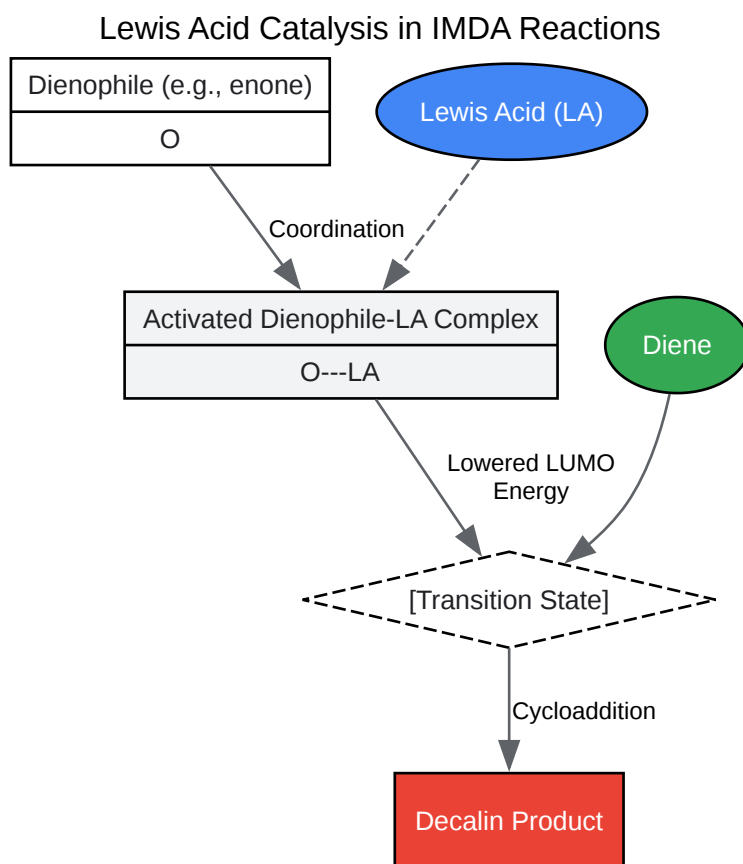 Lewis Acid Catalysis in IMDA Reactions
Dienophile (e.g., enone)
O
Lewis Acid (LA)
Coordination
Activated Dienophile-LA Complex
O---LA
Diene
Lowered LUMO
Energy
[Transition State]
Cycloaddition
Decalin Product